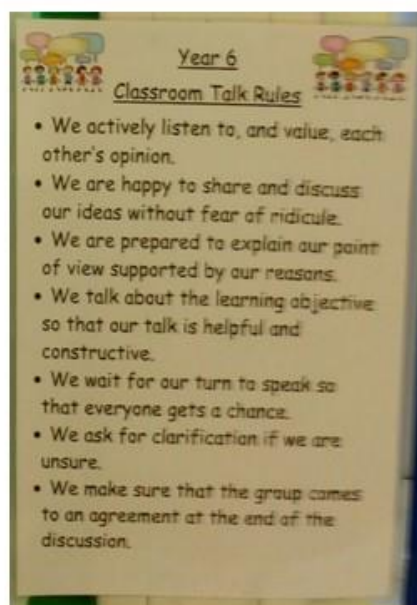 Year 6
Classroom Talk Rules
• We actively listen to, and value, each
other's opinion.
• We are happy to share and discuss
our ideas without fear of ridicule.
• We are prepared to explain our point
of view supported by our reasons.
• We talk about the learning objective
so that our talk is helpful and
constructive.
• We wait for our turn to speak so
that everyone gets a chance.
• We ask for clarification if we are
unsure.
• We make sure that the group comes
to an agreement at the end of the
discussion.